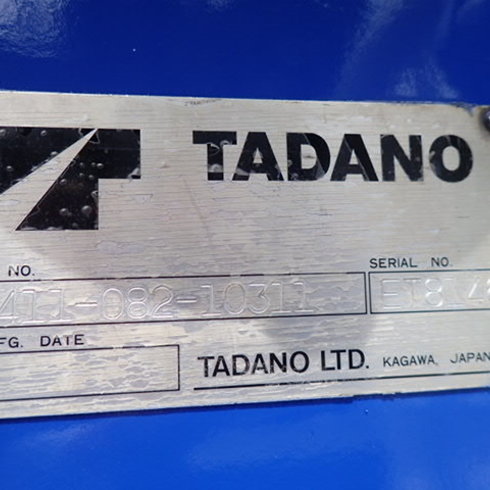 TADANO
NO.
SERIAL NO.
411-082-10311
FG. DATE
TADANO LTD. KAGAWA, JAPAN